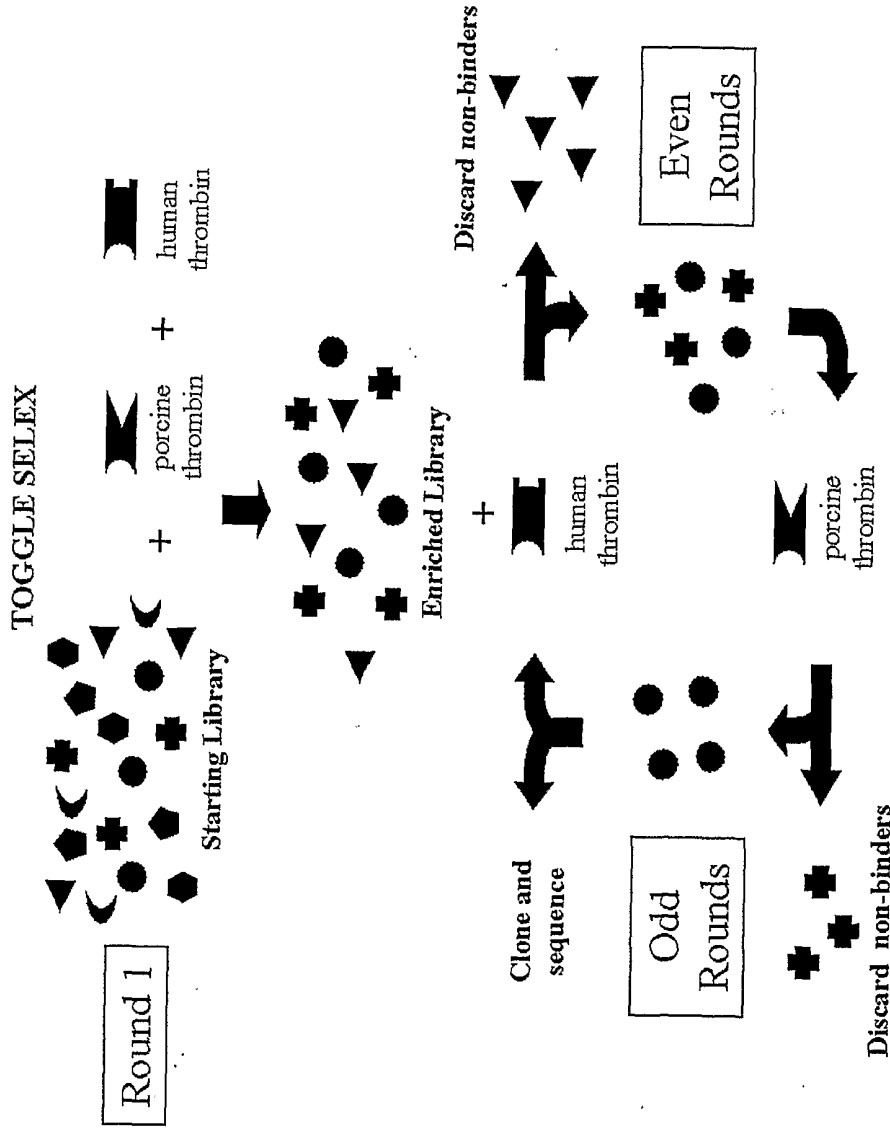 TOGGLE SELEX
Round 1
Starting Library
+
porcine
thrombin
+
human
thrombin
Enriched Library
+
human
thrombin
Discard non-binders
Even
Rounds
porcine
thrombin
Clone and
sequence
Odd
Rounds
Discard non-binders